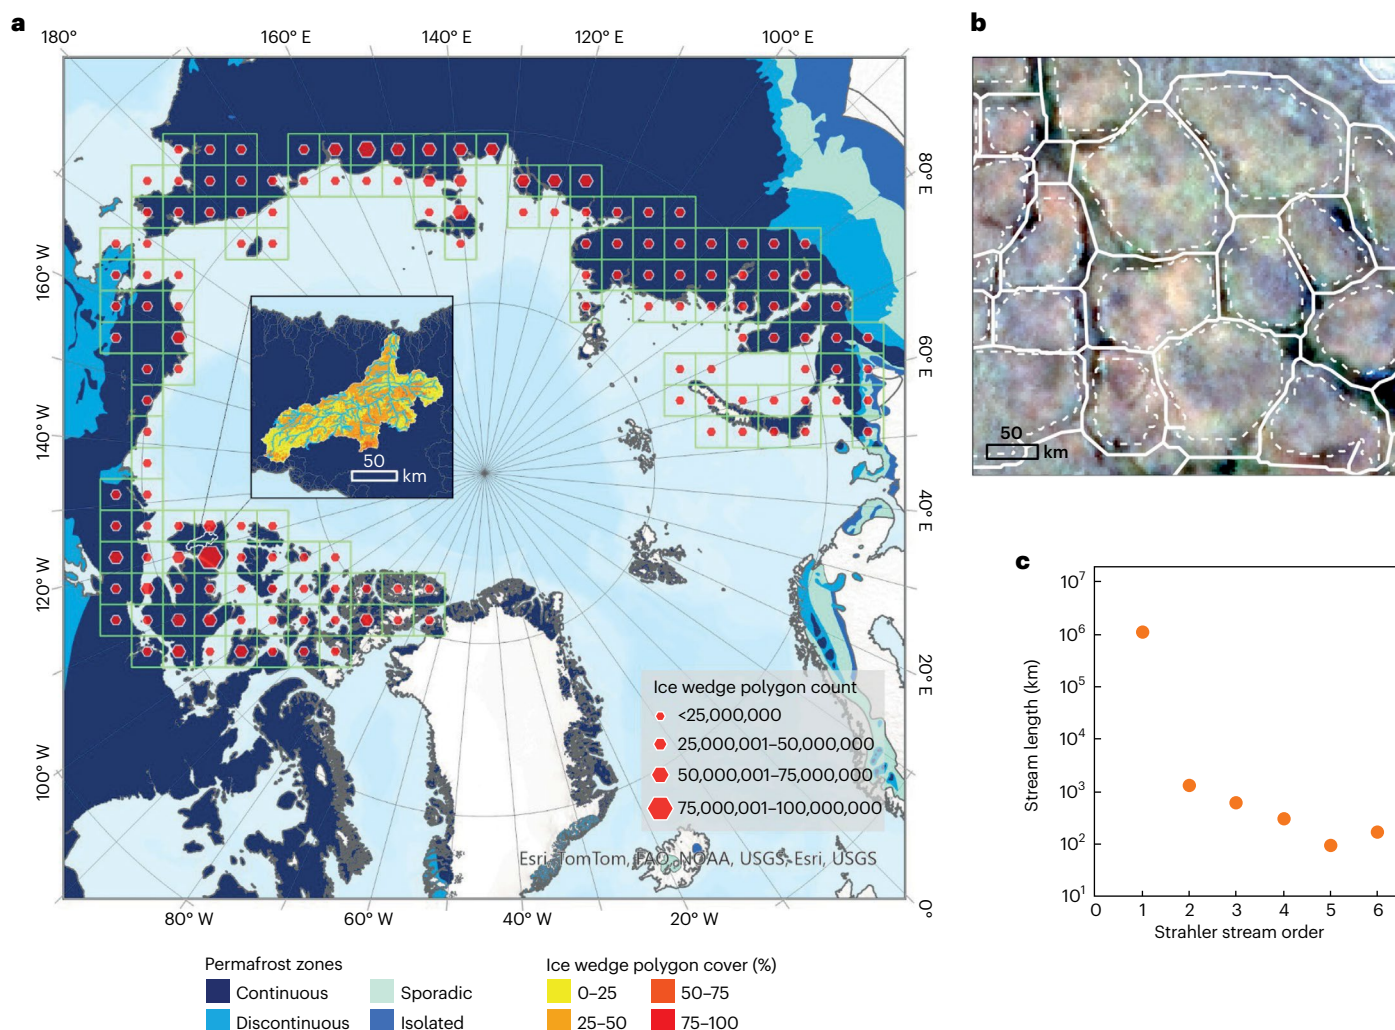 a
180°
160° E
140° E
120° E
100° E
80° E
60° E
40° E
20° E
0°
160° W
140° W
120° W
100° W
80° W
60° W
40° W
20° W
50
km
Ice wedge polygon count
<25,000,000
25,000,001–50,000,000
50,000,001–75,000,000
75,000,001–100,000,000
Esri, TomTom, FAO, NOAA, USGS, Esri, USGS
Permafrost zones
Continuous
Discontinuous
Sporadic
Isolated
Ice wedge polygon cover (%)
0–25
25–50
50–75
75–100
b
50
km
c
Stream length (km)
10⁷
10⁶
10⁵
10⁴
10³
10²
10¹
0 1 2 3 4 5 6
Strahler stream order